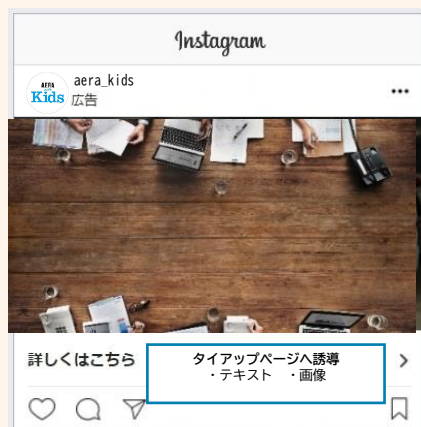 Instagram
AERA
Kids
aera_kids
広告
詳しくはこちら
タイアップページへ誘導
・テキスト　・画像